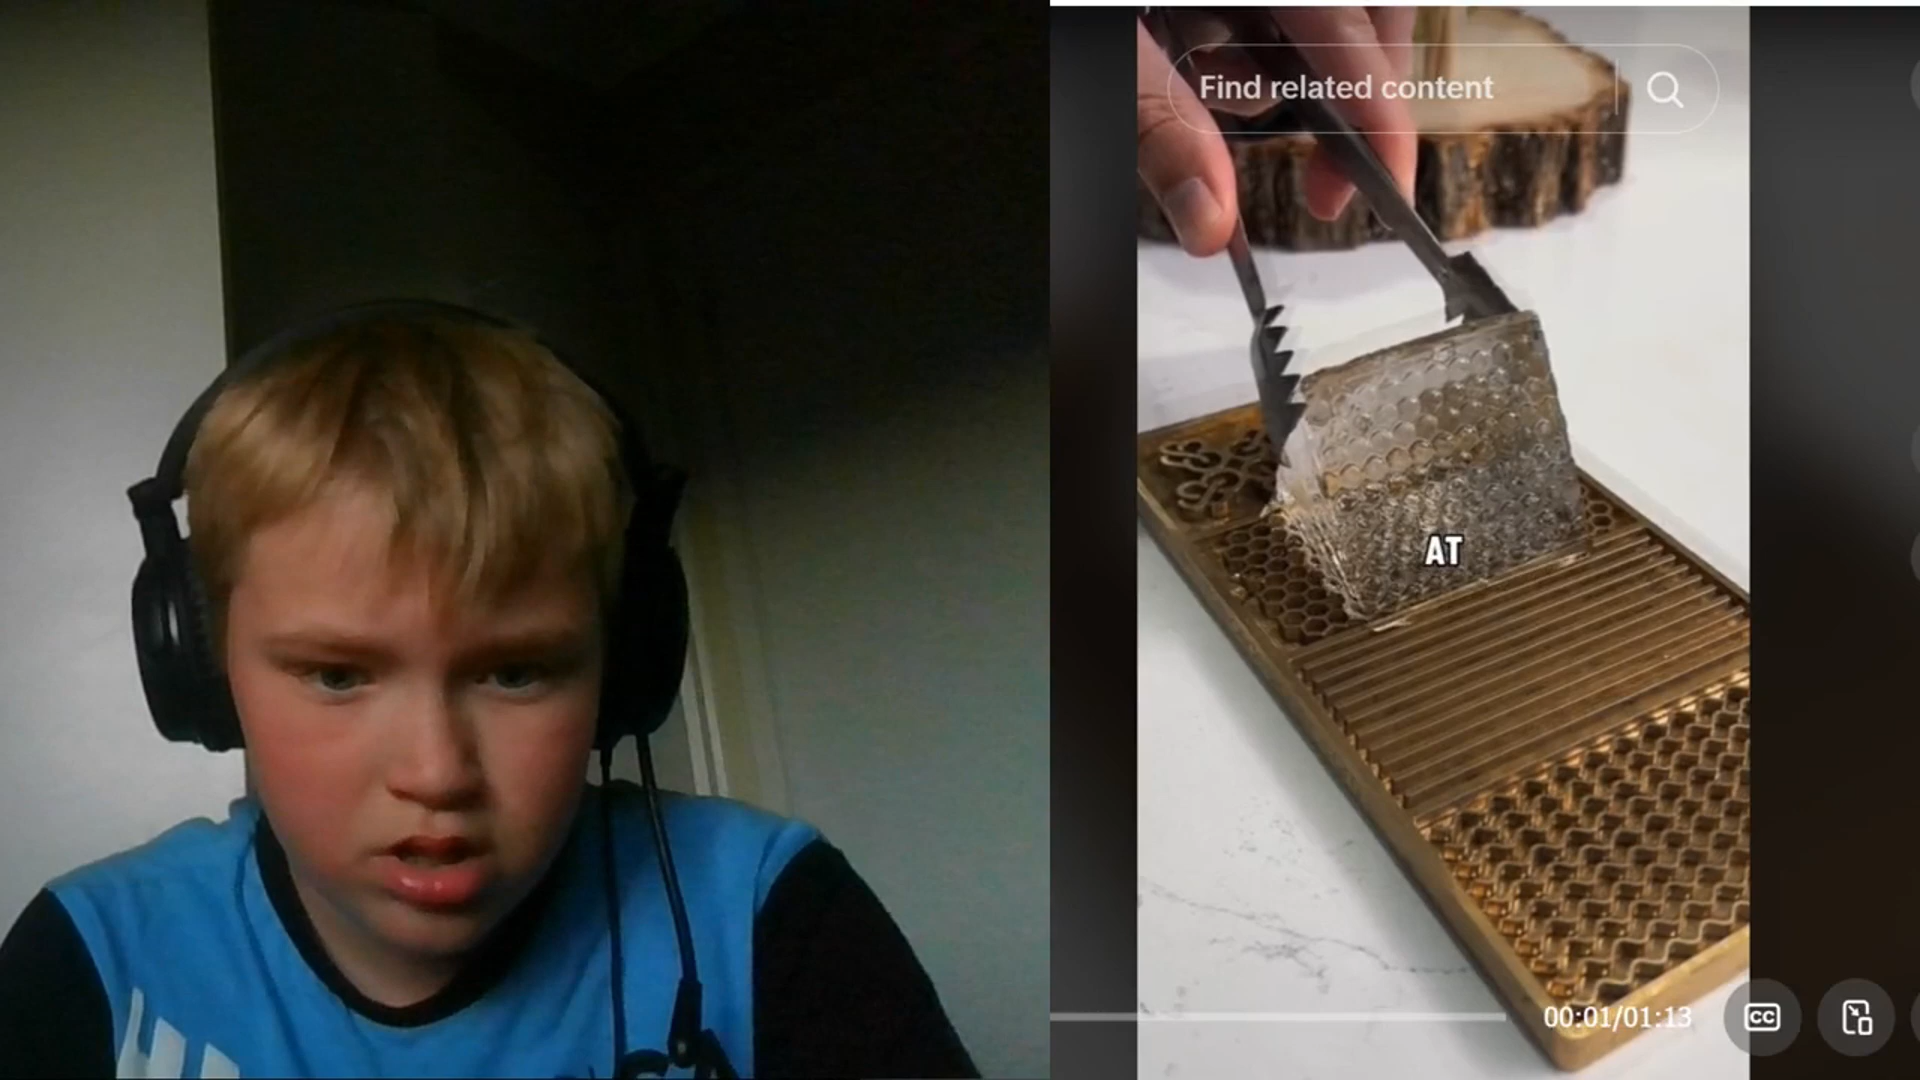 Find related content
AT
00:01/01:13
CC